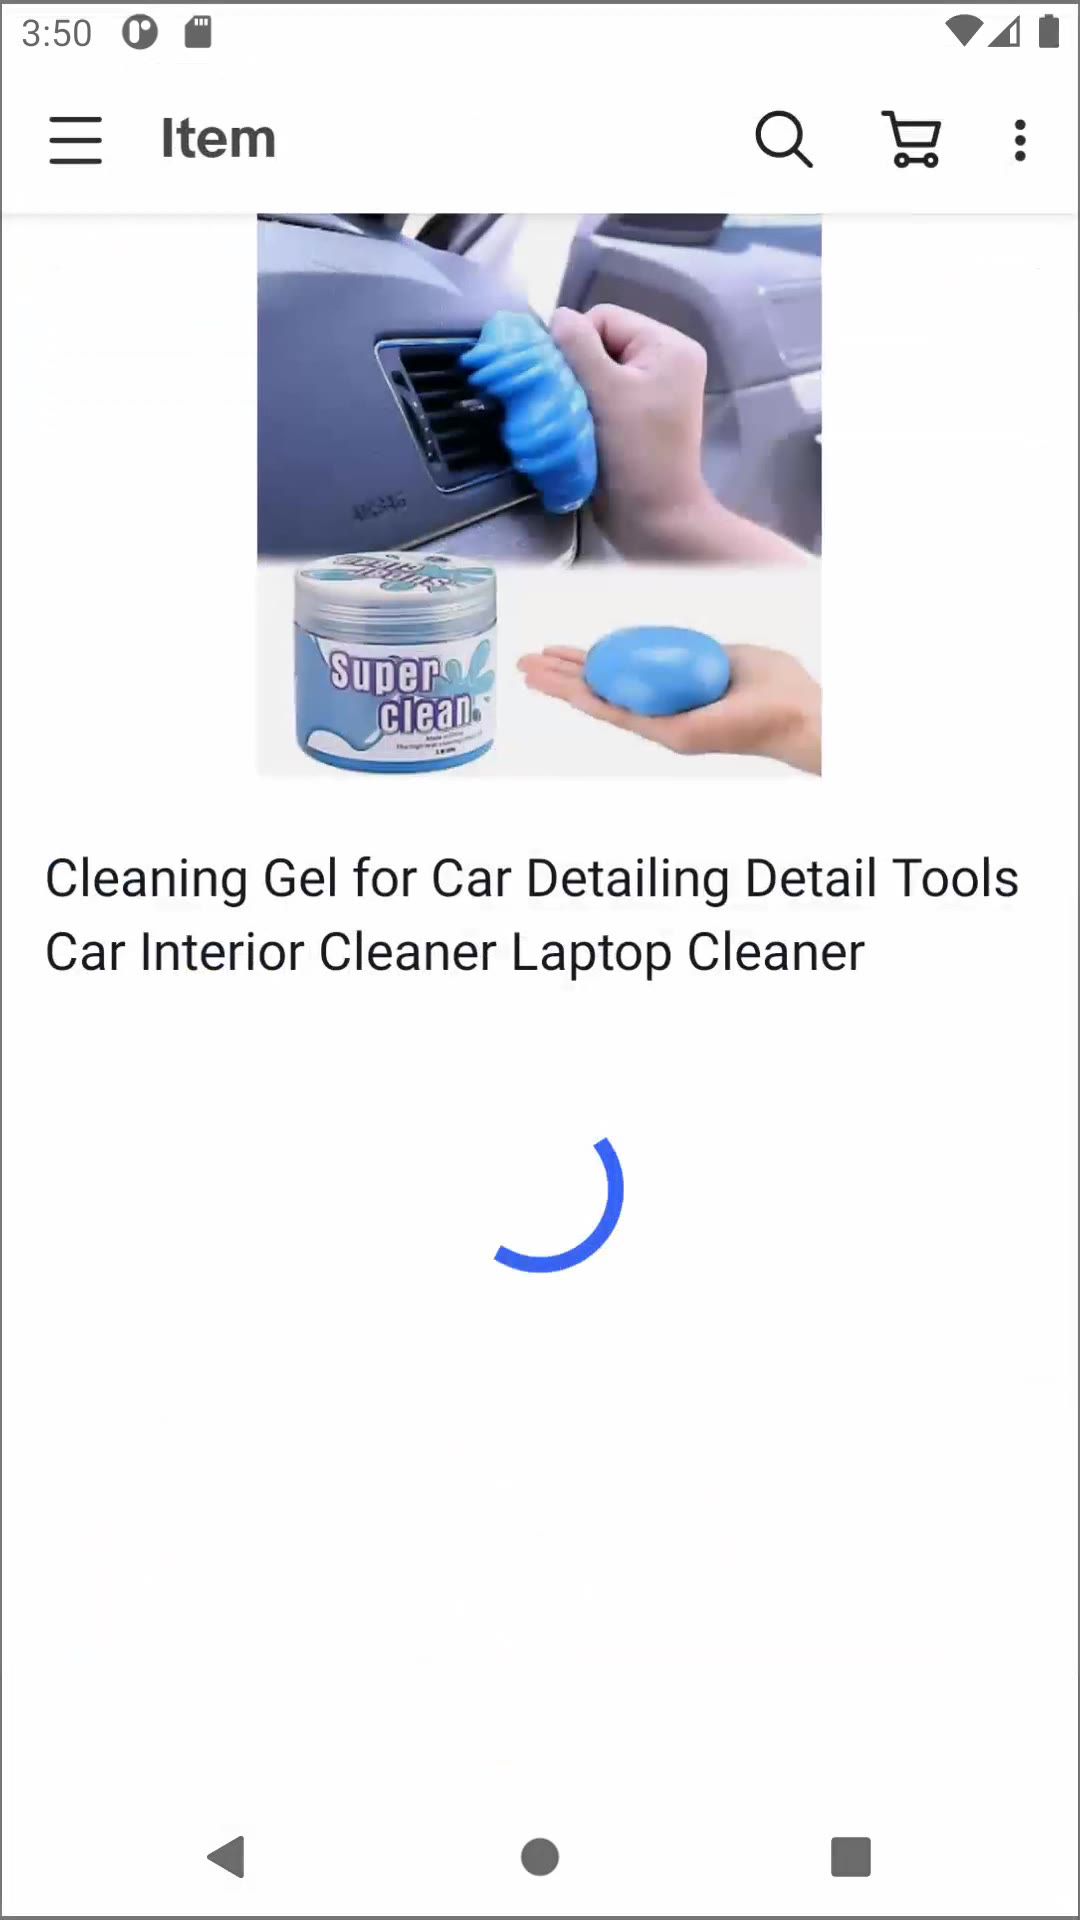 3:50
Item
Super
clean
Cleaning Gel for Car Detailing Detail Tools
Car Interior Cleaner Laptop Cleaner